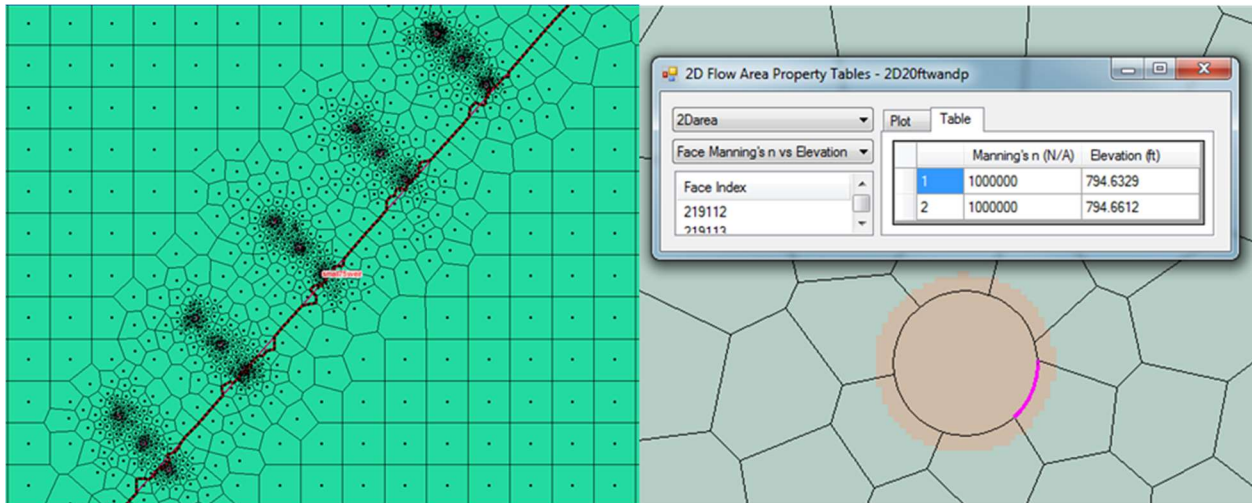 2D Flow Area Property Tables - 2D20ftwandp
2Darea
Plot
Table
Face Manning's n vs Elevation
Manning's n (N/A)
Elevation (ft)
Face Index
1
1000000
794.6329
219112
2
1000000
794.6612
219113